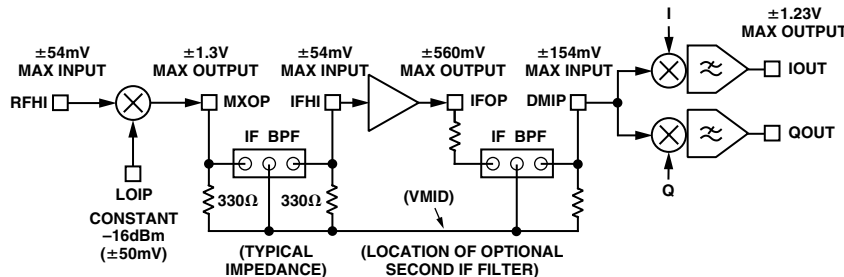 I
±1.23V
MAX OUTPUT
±54mV
MAX INPUT
±1.3V
MAX OUTPUT
±54mV
MAX INPUT
±560mV
MAX OUTPUT
±154mV
MAX INPUT
RFHI
MXOP
IFHI
IFOP
DMIP
IOUT
IF BPF
IF BPF
QOUT
LOIP
330Ω
330Ω
(VMID)
Q
CONSTANT
–16dBm
(±50mV)
(TYPICAL
IMPEDANCE)
(LOCATION OF OPTIONAL
SECOND IF FILTER)